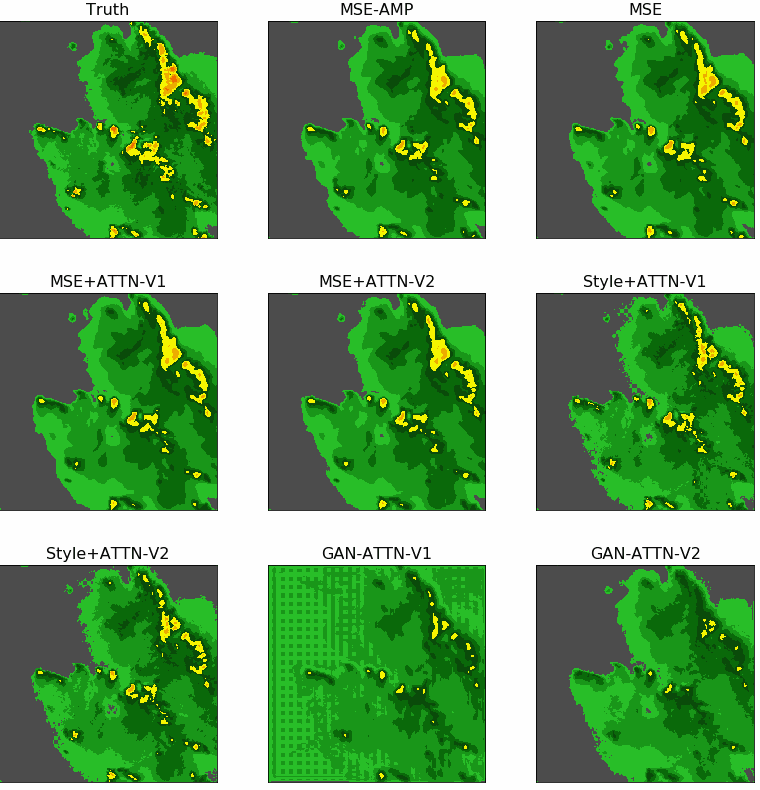 Truth
MSE-AMP
MSE
MSE+ATTN-V1
MSE+ATTN-V2
Style+ATTN-V1
Style+ATTN-V2
GAN-ATTN-V1
GAN-ATTN-V2